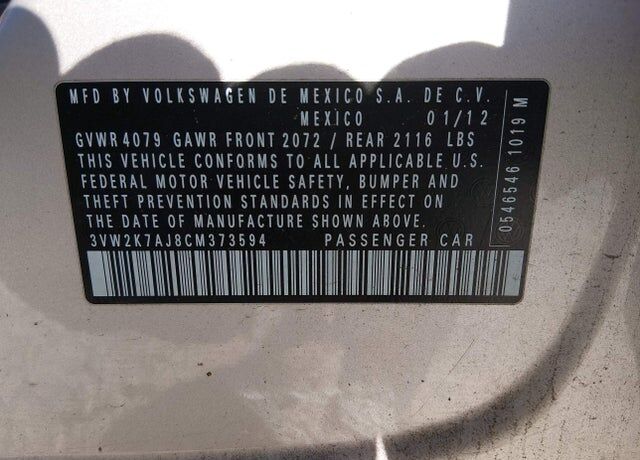 MFD BY VOLKSWAGEN DE MEXICO S.A. DE C.V.
MEXICO 01/12
GVWR 4079 GAWR FRONT 2072 / REAR 2116 LBS
THIS VEHICLE CONFORMS TO ALL APPLICABLE U.S.
FEDERAL MOTOR VEHICLE SAFETY, BUMPER AND
THEFT PREVENTION STANDARDS IN EFFECT ON
THE DATE OF MANUFACTURE SHOWN ABOVE.
3VW2K7AJ8CM373594 PASSENGER CAR
0546546 1019 M